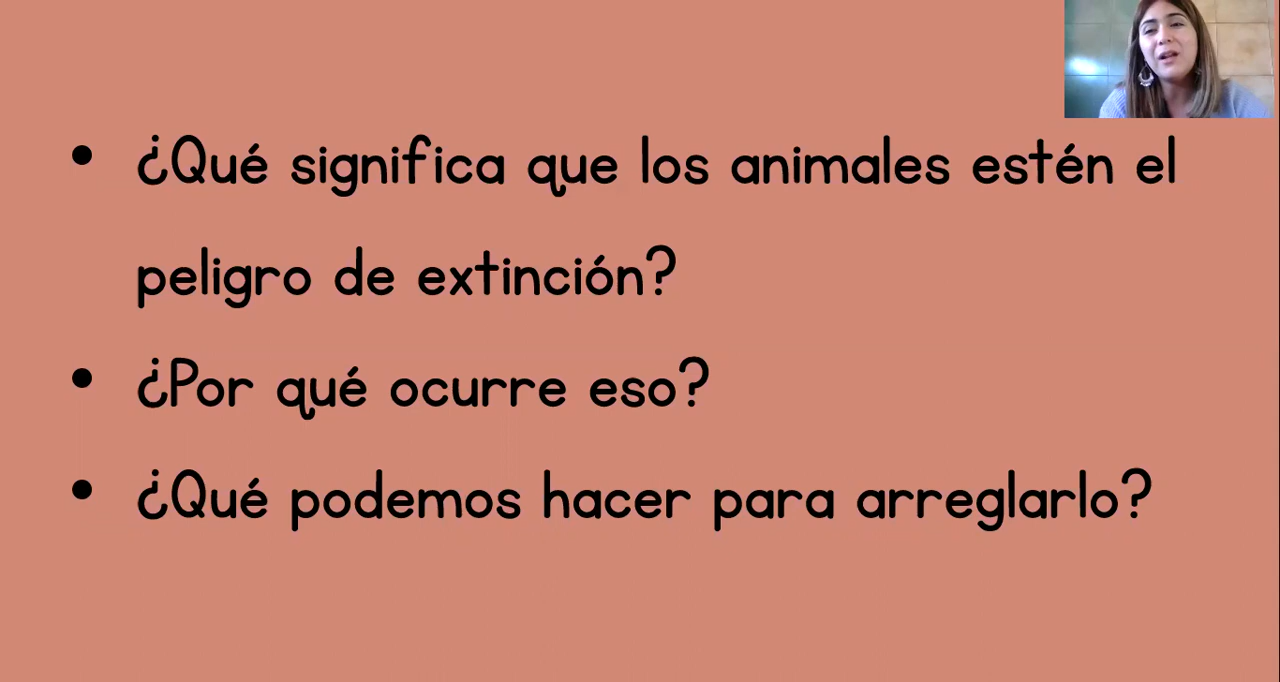 • ¿Qué significa que los animales estén el
peligro de extinción?
• ¿Por qué ocurre eso?
• ¿Qué podemos hacer para arreglarlo?